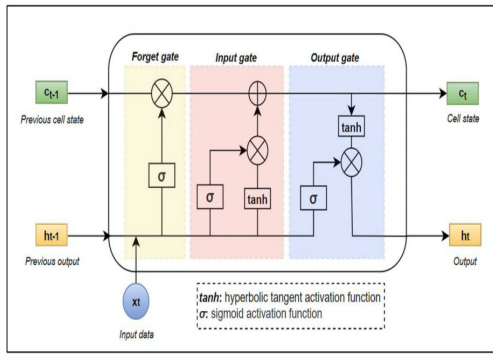 Forget gate
Input gate
Output gate
Ct-1
Previous cell state
Ct
Cell state
tanh
σ
σ
tanh
σ
ht-1
Previous output
ht
Output
xt
Input data
tanh: hyperbolic tangent activation function
σ: sigmoid activation function